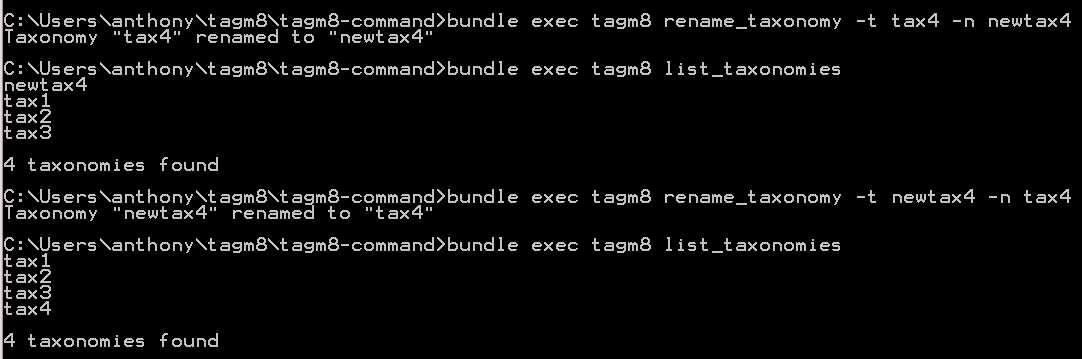 C:\Users\anthony\tagm8\tagm8-command>bundle exec tagm8 rename_taxonomy -t tax4 -n newtax4
Taxonomy "tax4" renamed to "newtax4"
C:\Users\anthony\tagm8\tagm8-command>bundle exec tagm8 list_taxonomies
newtax4
tax1
tax2
tax3
4 taxonomies found
C:\Users\anthony\tagm8\tagm8-command>bundle exec tagm8 rename_taxonomy -t newtax4 -n tax4
Taxonomy "newtax4" renamed to "tax4"
C:\Users\anthony\tagm8\tagm8-command>bundle exec tagm8 list_taxonomies
tax1
tax2
tax3
tax4
4 taxonomies found